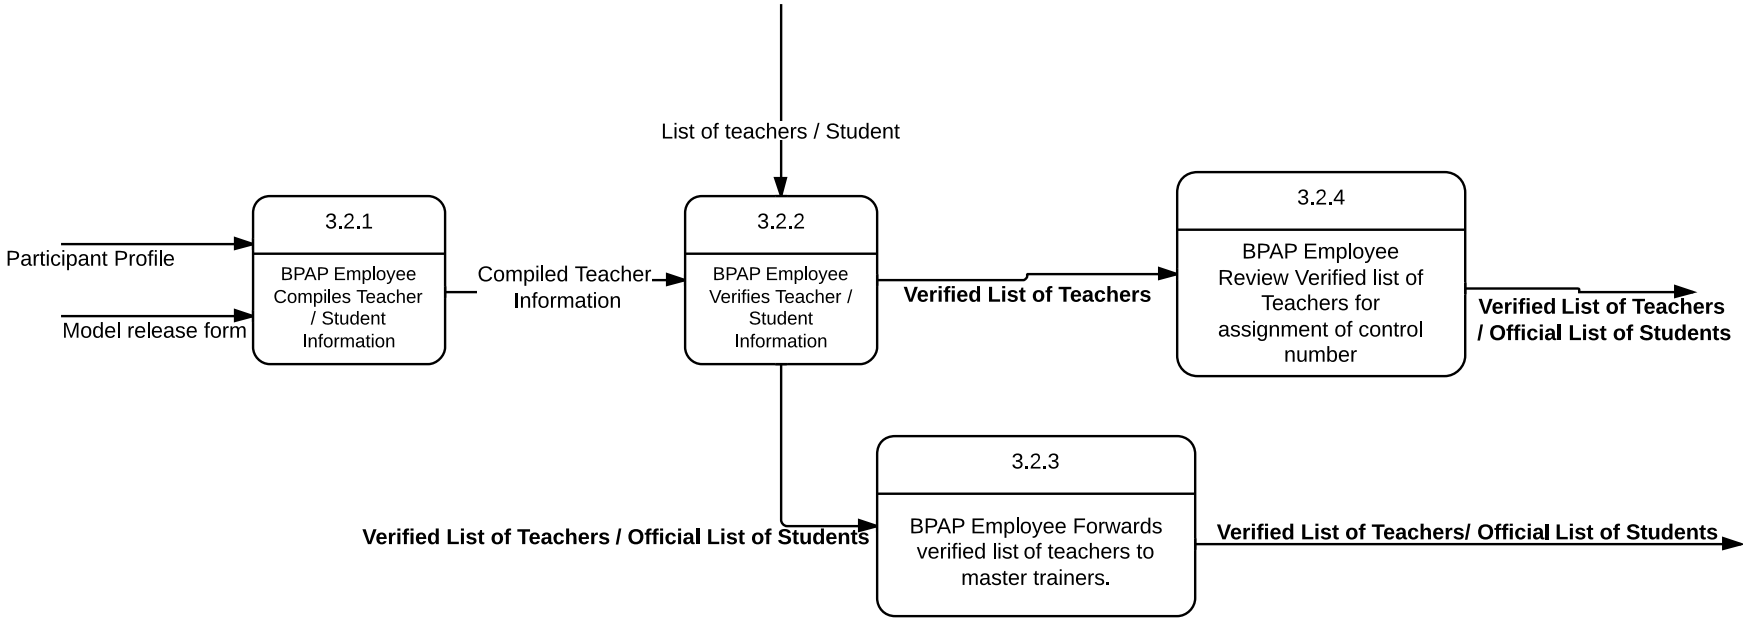 List of teachers / Student
3.2.1
BPAP Employee
Compiles Teacher
/ Student
Information
Participant Profile
Model release form
Compiled Teacher
Information
3.2.2
BPAP Employee
Verifies Teacher /
Student
Information
Verified List of Teachers
3.2.4
BPAP Employee
Review Verified list of
Teachers for
assignment of control
number
Verified List of Teachers
/ Official List of Students
Verified List of Teachers / Official List of Students
3.2.3
BPAP Employee Forwards
verified list of teachers to
master trainers.
Verified List of Teachers/ Official List of Students